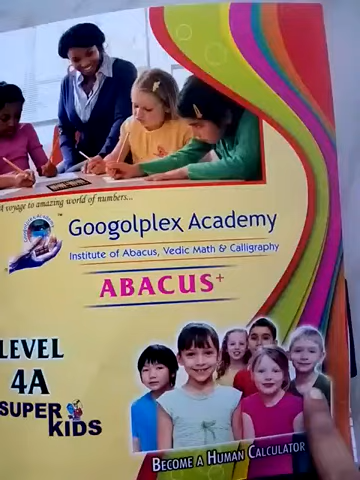 A voyage to amazing world of numbers...
Googolplex Academy
Institute of Abacus, Vedic Math & Calligraphy
ABACUS+
LEVEL
4A
SUPER
KIDS
BECOME A HUMAN CALCULATOR